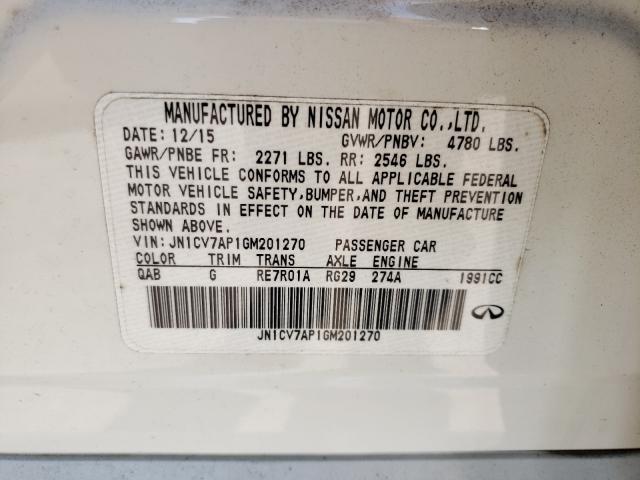 MANUFACTURED BY NISSAN MOTOR CO.,LTD.
DATE: 12/15 GVWR/PNBV: 4780 LBS.
GAWR/PNBE FR: 2271 LBS. RR: 2546 LBS.
THIS VEHICLE CONFORMS TO ALL APPLICABLE FEDERAL
MOTOR VEHICLE SAFETY,BUMPER,AND THEFT PREVENTION
STANDARDS IN EFFECT ON THE DATE OF MANUFACTURE
SHOWN ABOVE.
VIN: JN1CV7AP1GM201270 PASSENGER CAR
COLOR TRIM TRANS AXLE ENGINE
QAB G RE7R01A RG29 274A 1991CC
JN1CV7AP1GM201270